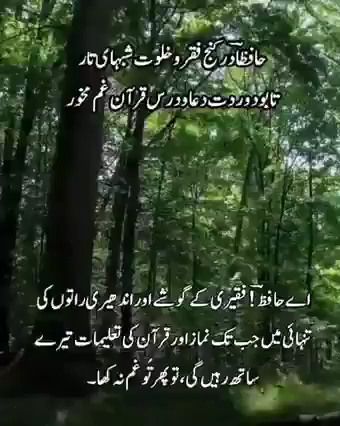 حافظاؔ در کنج فقر و خلوت شبہای تار
تا بود وردت دعا و درس قرآن غم مخور
اے حافظؔ! فقیری کے گوشے اور اندھیری راتوں کی
تنہائی میں جب تک نماز اور قرآن کی تعلیمات تیرے
ساتھ رہیں گی، تو پھر تُو غم نہ کھا۔